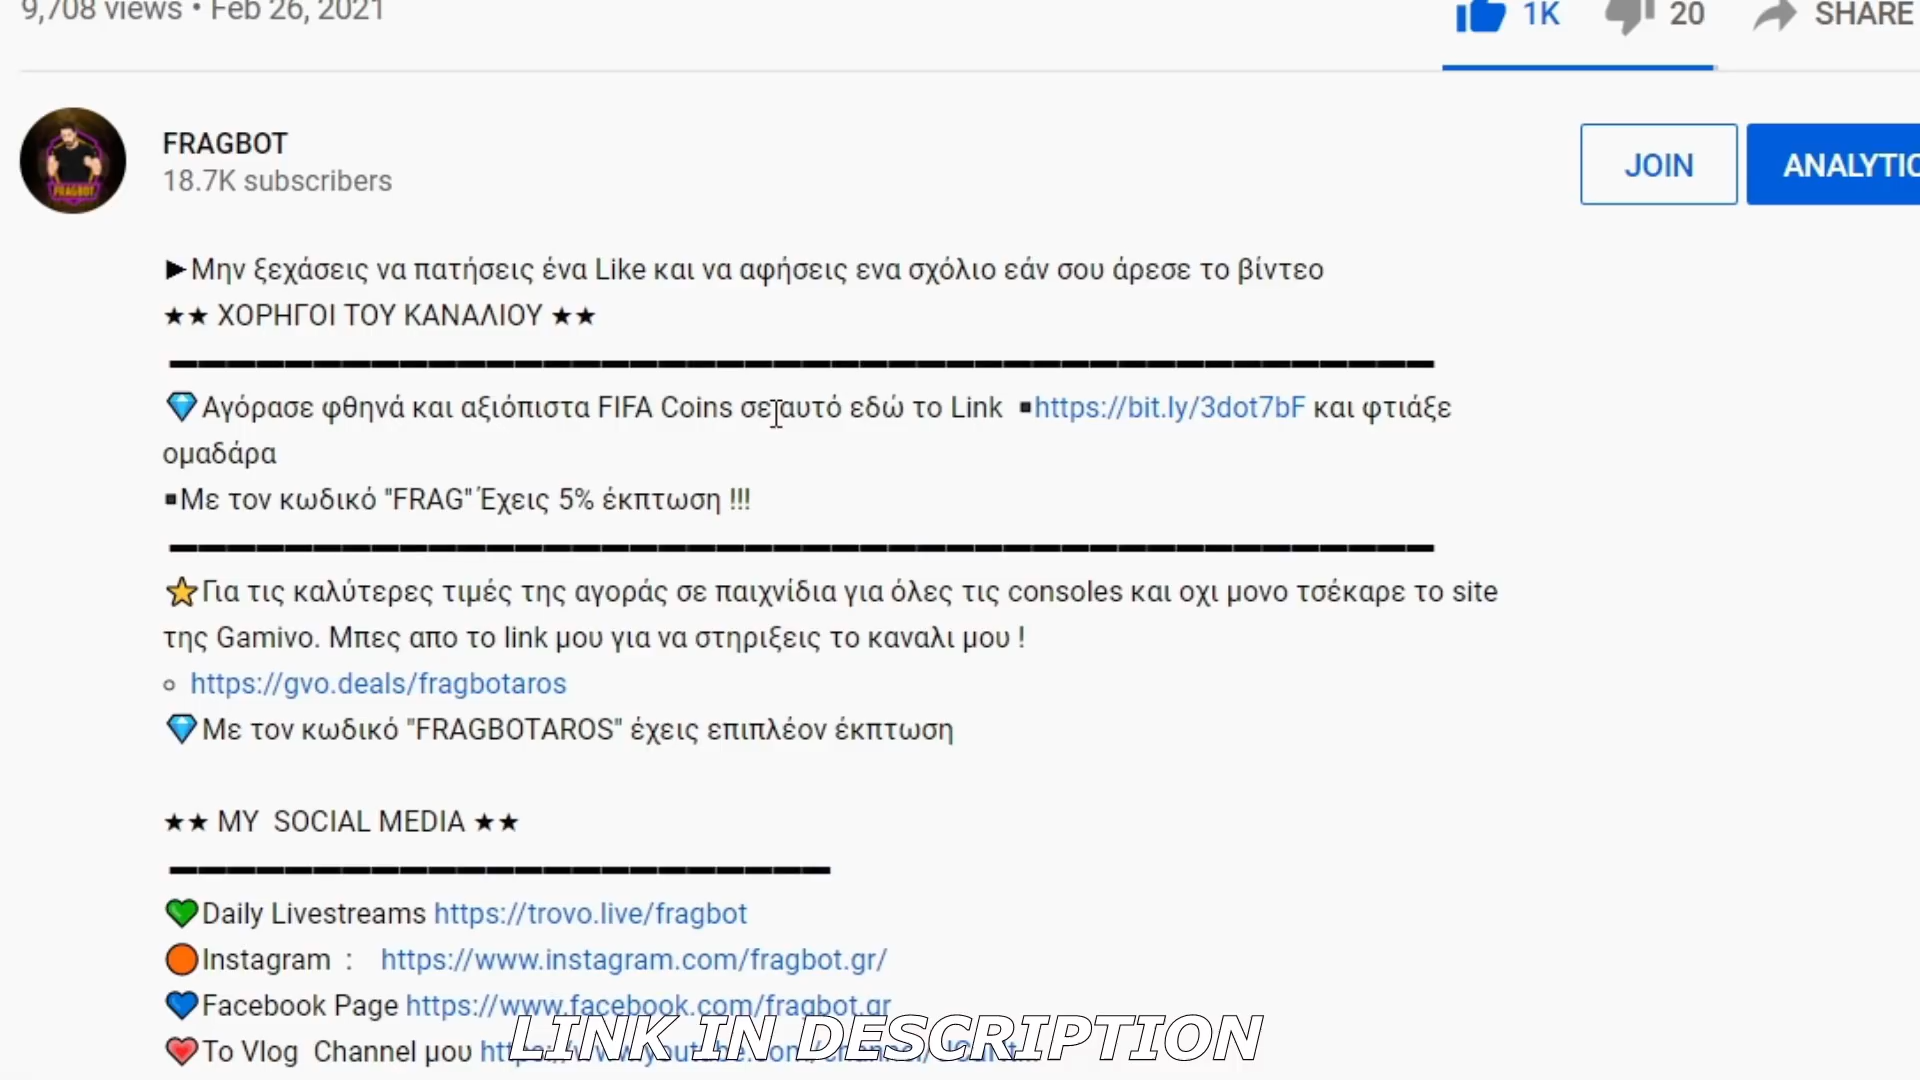 9,708 views • Feb 26, 2021
1K 20 SHARE
FRAGBOT
18.7K subscribers
JOIN
►Μην ξεχάσεις να πατήσεις ένα Like και να αφήσεις ενα σχόλιο εάν σου άρεσε το βίντεο
★★ ΧΟΡΗΓΟΙ ΤΟΥ ΚΑΝΑΛΙΟΥ ★★
💎Αγόρασε φθηνά και αξιόπιστα FIFA Coins σε αυτό εδώ το Link ▪https://bit.ly/3dot7bF και φτιάξε
ομαδάρα
▪Με τον κωδικό "FRAG" Έχεις 5% έκπτωση !!!
⭐Για τις καλύτερες τιμές της αγοράς σε παιχνίδια για όλες τις consoles και οχι μονο τσέκαρε το site
της Gamivo. Μπες απο το link μου για να στηριξεις το καναλι μου !
○ https://gvo.deals/fragbotaros
💎Με τον κωδικό "FRAGBOTAROS" έχεις επιπλέον έκπτωση
★★ MY SOCIAL MEDIA ★★
💚Daily Livestreams https://trovo.live/fragbot
🟠Instagram : https://www.instagram.com/fragbot.gr/
💙Facebook Page https://www.facebook.com/fragbot.gr
❤️Το Vlog Channel μου
LINK IN DESCRIPTION